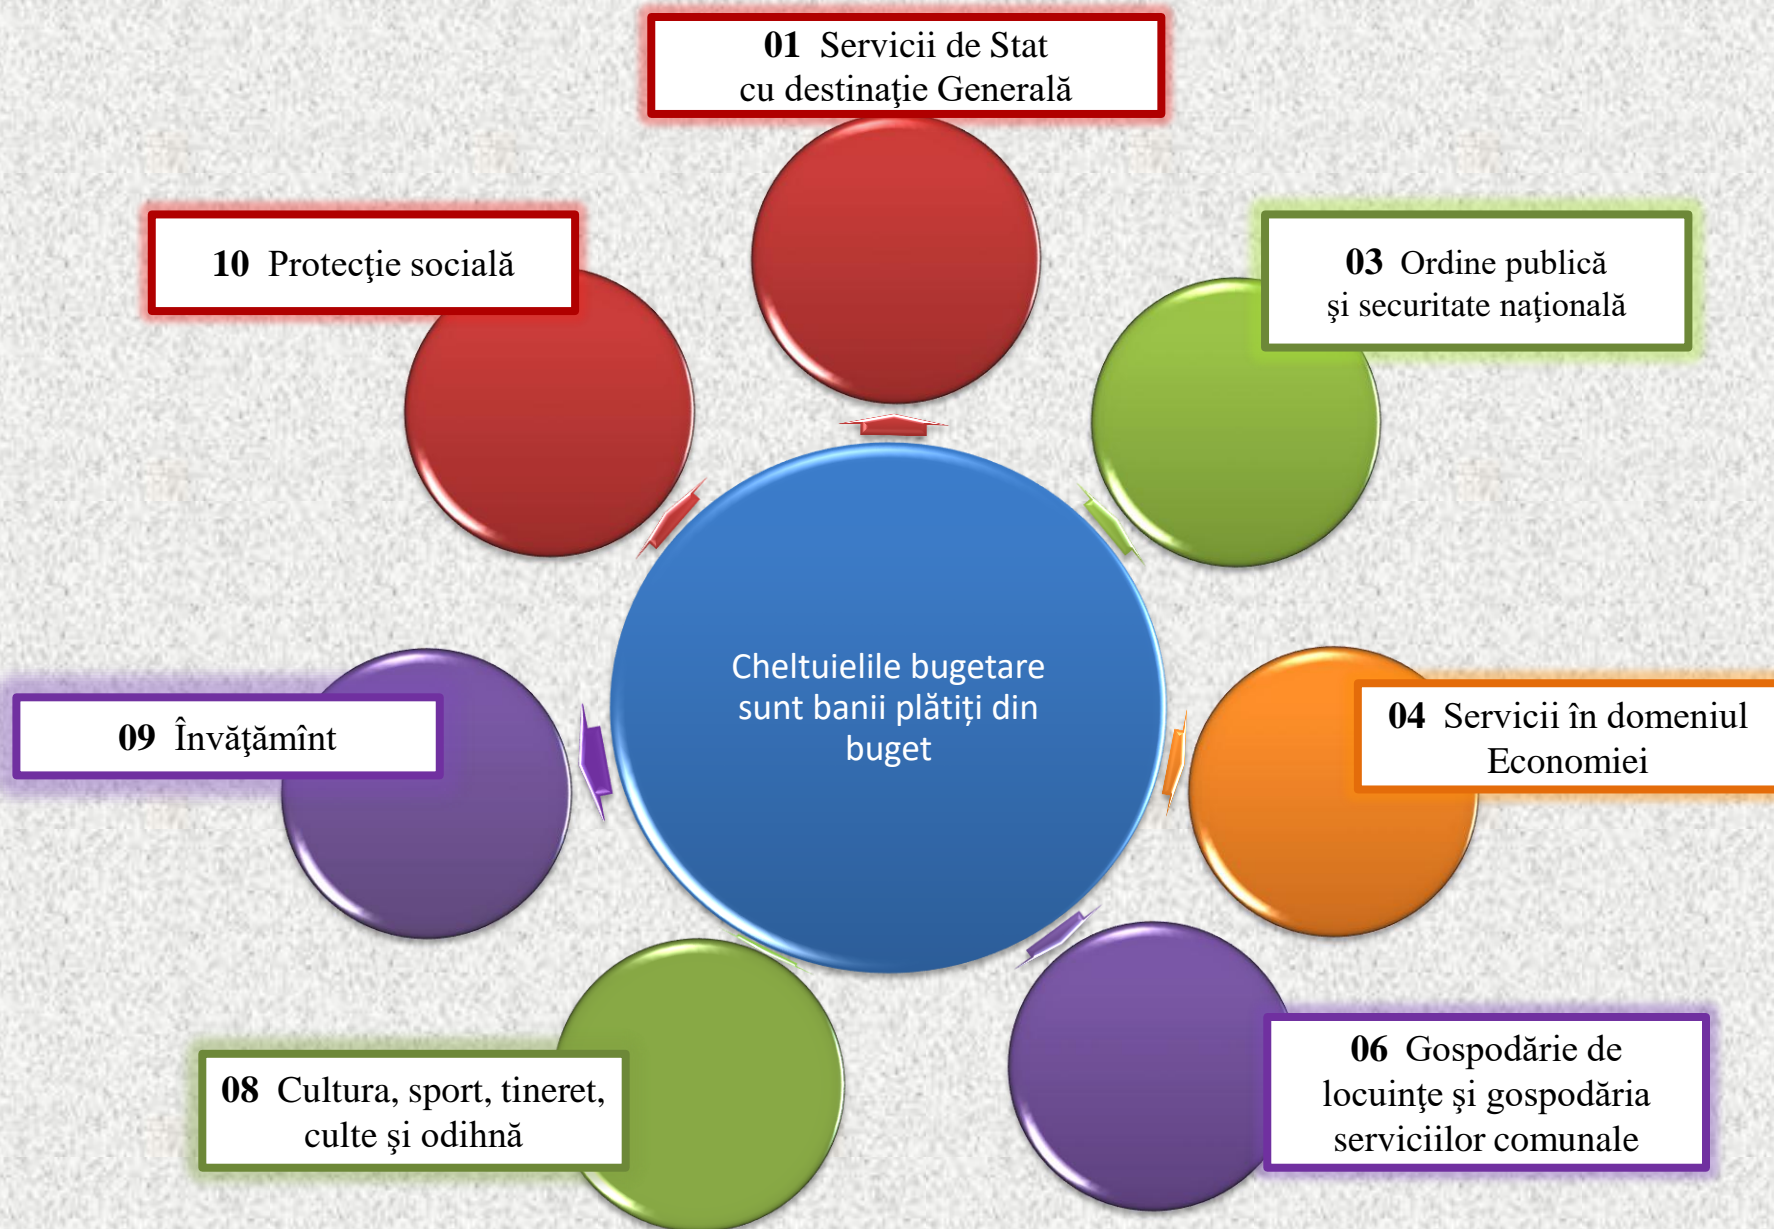 01 Servicii de Stat
cu destinaţie Generală
10 Protecţie socială
03 Ordine publică
şi securitate naţională
Cheltuielile bugetare
sunt banii plătiți din
buget
09 Învăţămînt
04 Servicii în domeniul
Economiei
08 Cultura, sport, tineret,
culte şi odihnă
06 Gospodărie de
locuinţe şi gospodăria
serviciilor comunale